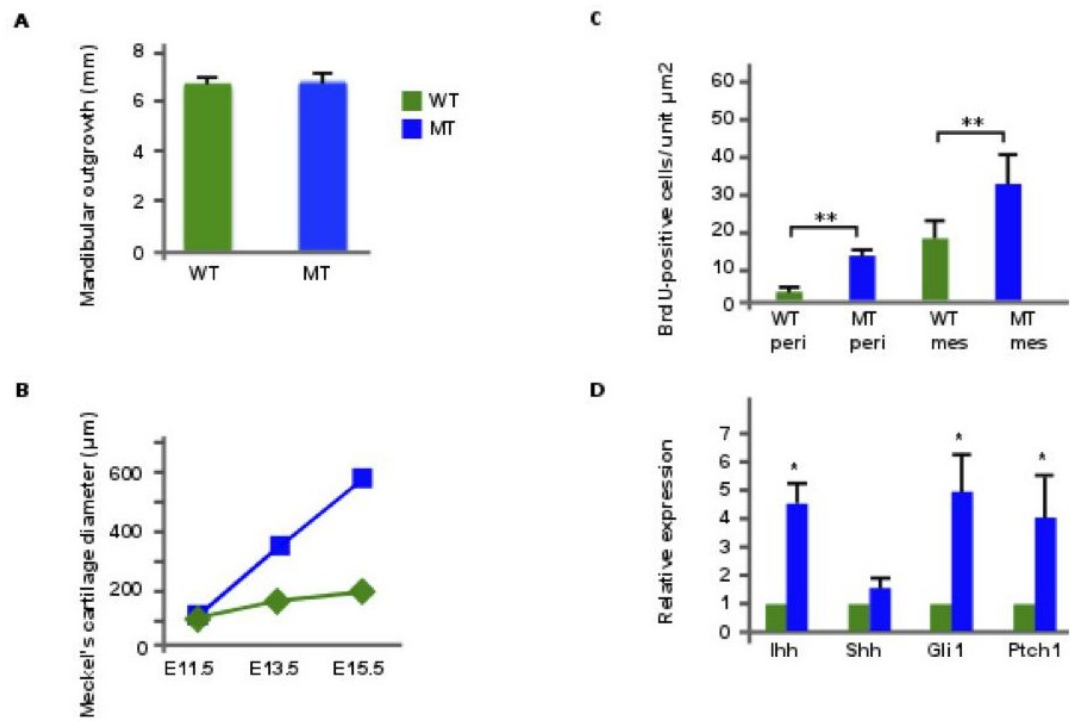 A
Mandibular outgrowth (mm)
8
6
4
2
0
WT
MT
WT
MT
B
Meckel's cartilage diameter (µm)
600
400
200
0
E11.5
E13.5
E15.5
C
BrdU-positive cells/unit µm2
60
50
40
30
20
10
0
**
**
WT
peri
MT
peri
WT
mes
MT
mes
D
Relative expression
7
6
5
4
3
2
1
0
*
*
*
Ihh
Shh
Gli1
Ptch1